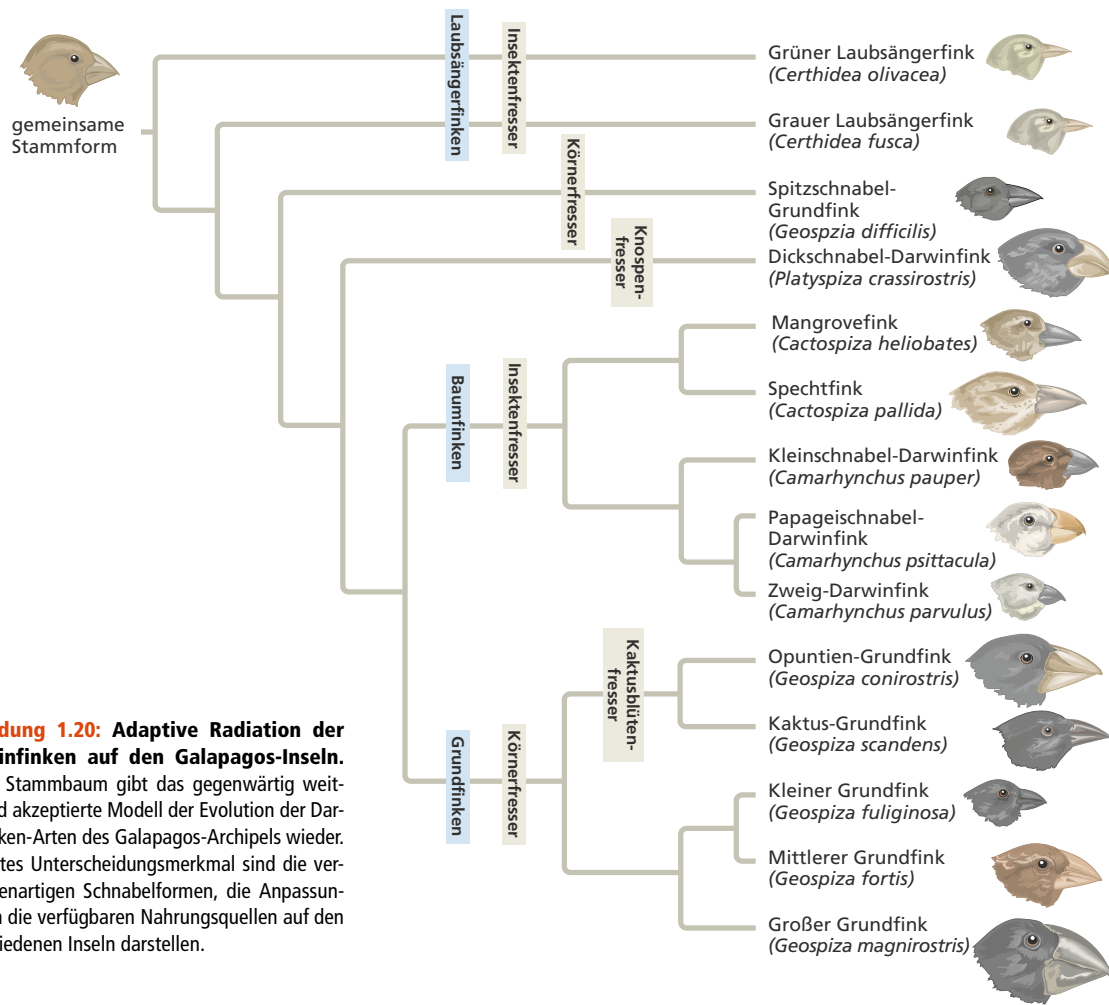 gemeinsame
Stammform
Laubsängerfinken
Insektenfresser
Körnerfresser
Knospen-
fresser
Baumfinken
Insektenfresser
Kaktusblüten-
fresser
Grundfinken
Körnerfresser
Grüner Laubsängerfink
(Certhidea olivacea)
Grauer Laubsängerfink
(Certhidea fusca)
Spitzschnabel-
Grundfink
(Geospzia difficilis)
Dickschnabel-Darwinfink
(Platyspiza crassirostris)
Mangrovefink
(Cactospiza heliobates)
Spechtfink
(Cactospiza pallida)
Kleinschnabel-Darwinfink
(Camarhynchus pauper)
Papageischnabel-
Darwinfink
(Camarhynchus psittacula)
Zweig-Darwinfink
(Camarhynchus parvulus)
Opuntien-Grundfink
(Geospiza conirostris)
Kaktus-Grundfink
(Geospiza scandens)
Kleiner Grundfink
(Geospiza fuliginosa)
Mittlerer Grundfink
(Geospiza fortis)
Großer Grundfink
(Geospiza magnirostris)
dung 1.20: Adaptive Radiation der
infinken auf den Galapagos-Inseln.
Stammbaum gibt das gegenwärtig weit-
d akzeptierte Modell der Evolution der Dar-
ken-Arten des Galapagos-Archipels wieder.
tes Unterscheidungsmerkmal sind die ver-
enartigen Schnabelformen, die Anpassun-
die verfügbaren Nahrungsquellen auf den
iedenen Inseln darstellen.